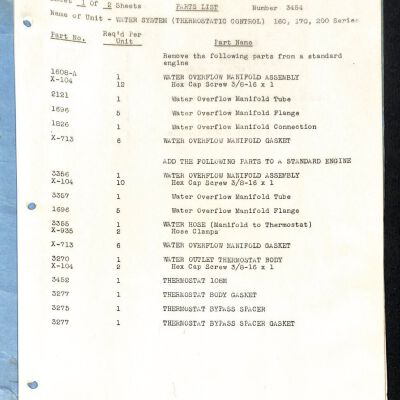 Sheet 1 of 2 Sheets PARTS LIST Number 3454
Name of Unit - WATER SYSTEM (THERMOSTATIC CONTROL) 160, 170, 200 Series
Part No. Req'd Per Unit Part Name
Remove the following parts from a standard
engine
1608-A 1 WATER OVERFLOW MANIFOLD ASSEMBLY
X-104 12 Hex Cap Screw 3/8-16 x 1
2121 1 Water Overflow Manifold Tube
1696 5 Water Overflow Manifold Flange
1826 1 Water Overflow Manifold Connection
X-713 6 WATER OVERFLOW MANIFOLD GASKET
ADD THE FOLLOWING PARTS TO A STANDARD ENGINE
3356 1 WATER OVERFLOW MANIFOLD ASSEMBLY
X-104 10 Hex Cap Screw 3/8-16 x 1
3357 1 Water Overflow Manifold Tube
1696 5 Water Overflow Manifold Flange
3355 1 WATER HOSE (Manifold to Thermostat)
X-935 2 Hose Clamps
X-713 6 WATER OVERFLOW MANIFOLD GASKET
3270 1 WATER OUTLET THERMOSTAT BODY
X-104 2 Hex Cap Screw 3/8-16 x 1
3452 1 THERMOSTAT
3277 1 THERMOSTAT BODY GASKET
3275 1 THERMOSTAT BYPASS SPACER
3277 1 THERMOSTAT BYPASS SPACER GASKET